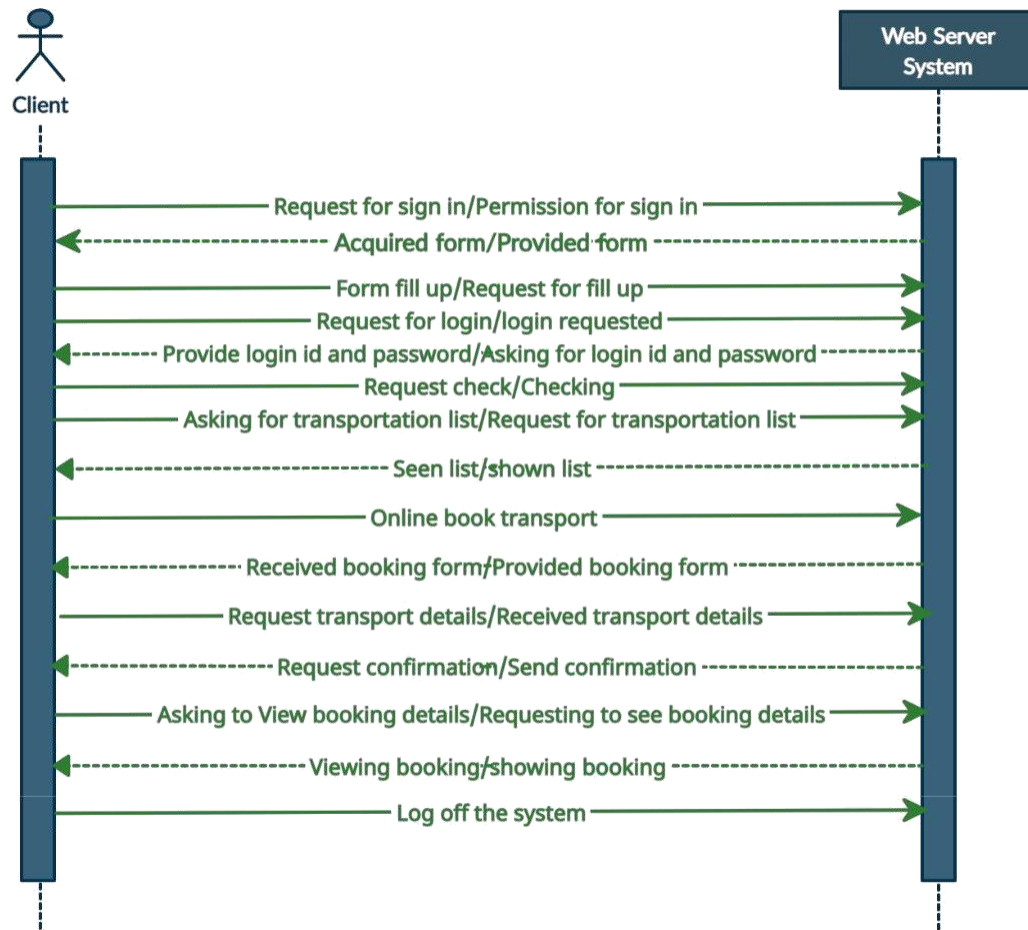 Client
Web Server
System
Request for sign in/Permission for sign in
Acquired form/Provided form
Form fill up/Request for fill up
Request for login/login requested
Provide login id and password/Asking for login id and password
Request check/Checking
Asking for transportation list/Request for transportation list
Seen list/shown list
Online book transport
Received booking form/Provided booking form
Request transport details/Received transport details
Request confirmation/Send confirmation
Asking to View booking details/Requesting to see booking details
Viewing booking/showing booking
Log off the system